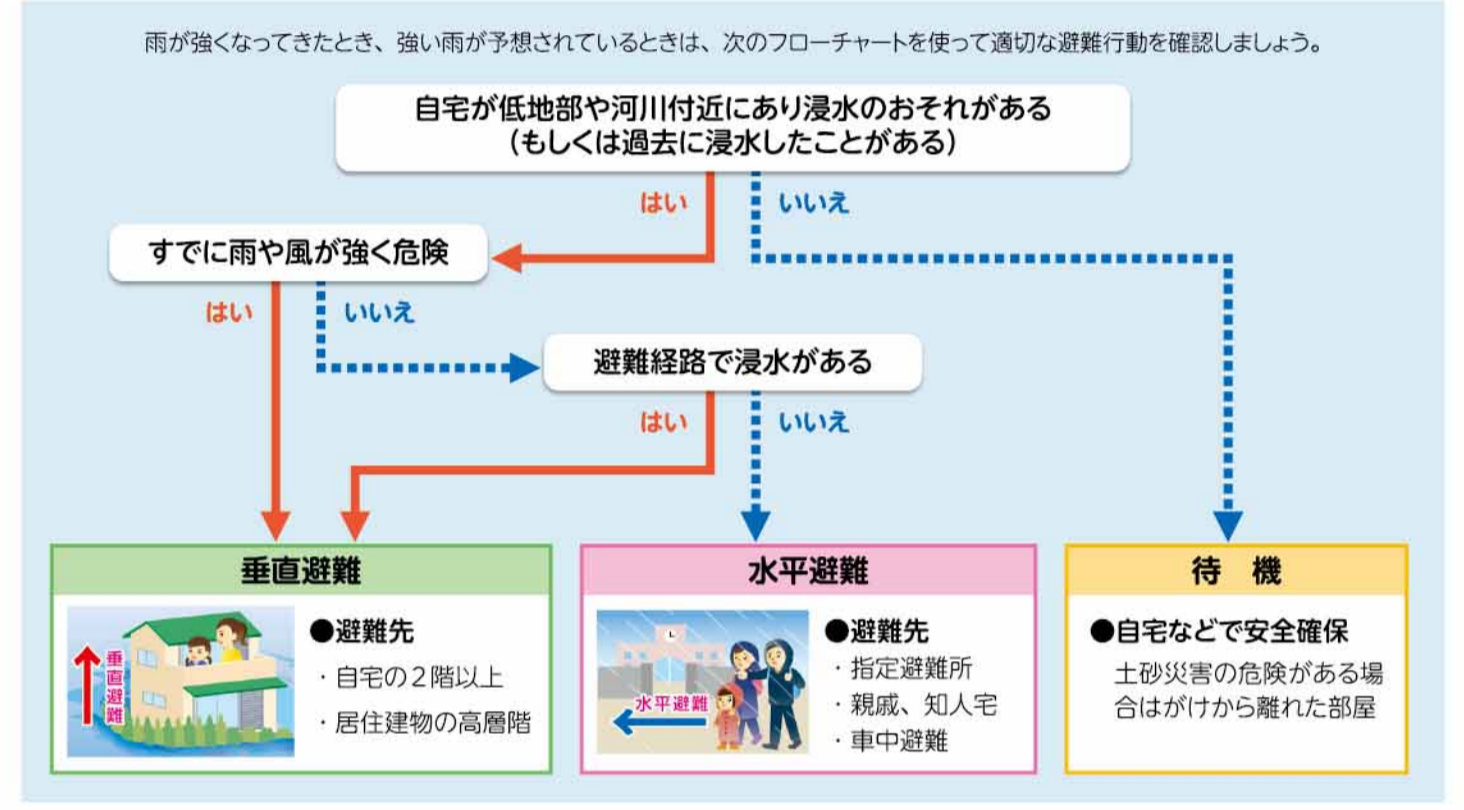 雨が強くなってきたとき、強い雨が予想されているときは、次のフローチャートを使って適切な避難行動を確認しましょう。
自宅が低地部や河川付近にあり浸水のおそれがある
（もしくは過去に浸水したことがある）
はい
いいえ
すでに雨や風が強く危険
はい
いいえ
避難経路で浸水がある
はい
いいえ
垂直避難
垂直避難
●避難先
・自宅の２階以上
・居住建物の高層階
水平避難
水平避難
●避難先
・指定避難所
・親戚、知人宅
・車中避難
待　機
●自宅などで安全確保
土砂災害の危険がある場
合はがけから離れた部屋